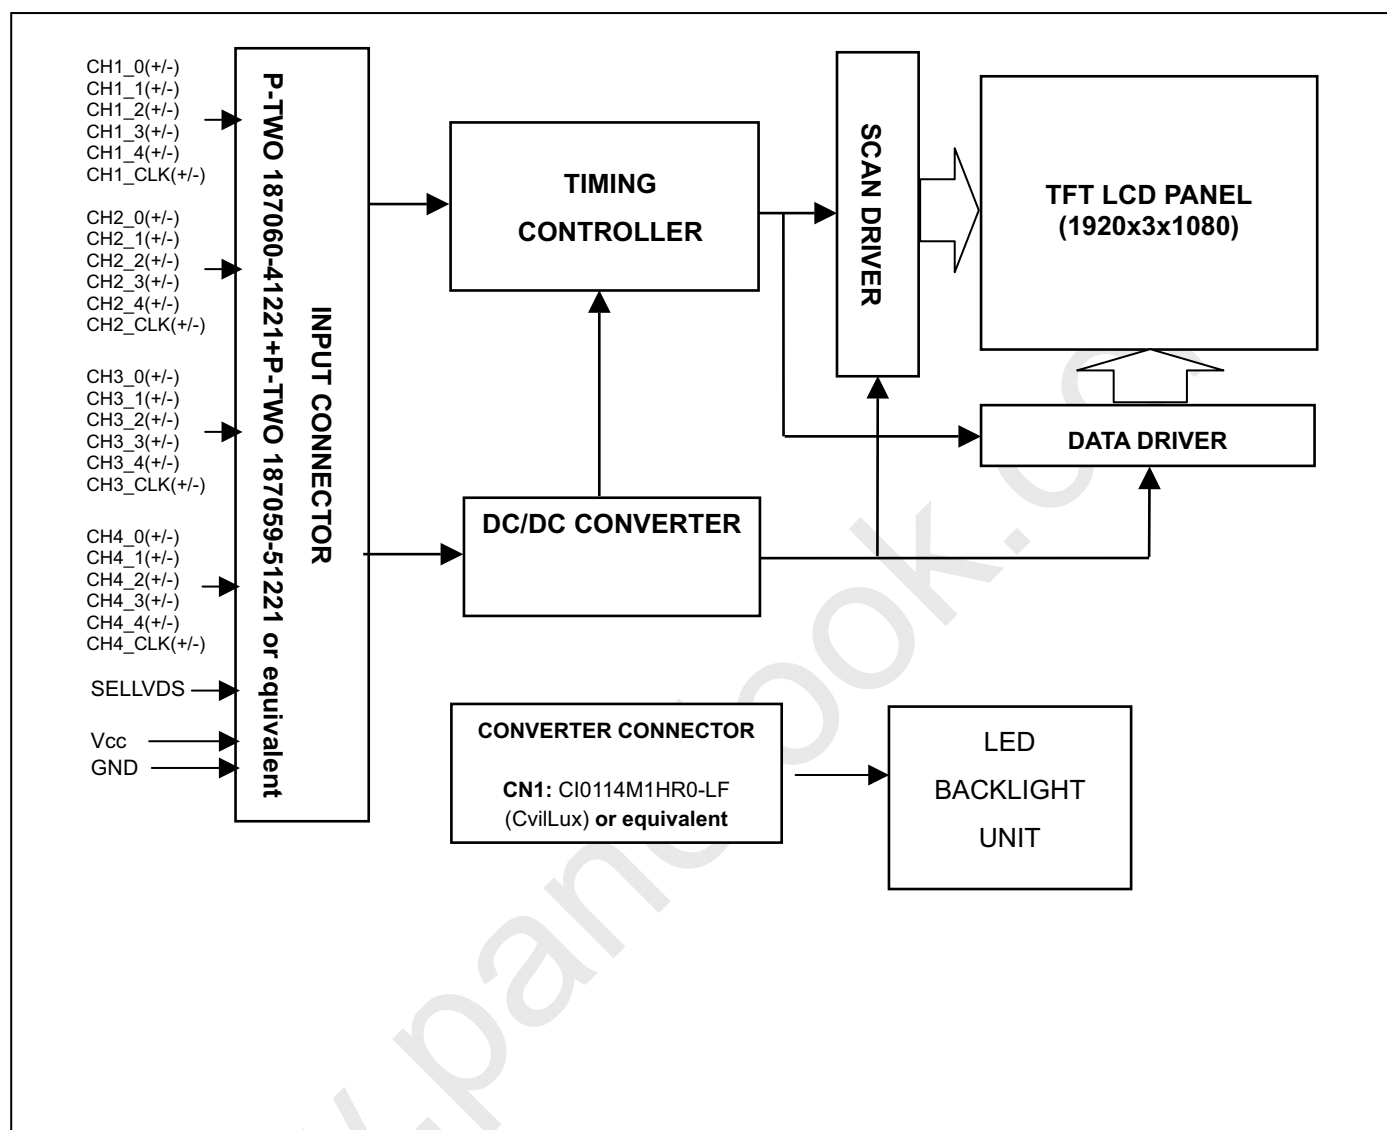 CH1_0(+/-)
CH1_1(+/-)
CH1_2(+/-)
CH1_3(+/-)
CH1_4(+/-)
CH1_CLK(+/-)
CH2_0(+/-)
CH2_1(+/-)
CH2_2(+/-)
CH2_3(+/-)
CH2_4(+/-)
CH2_CLK(+/-)
CH3_0(+/-)
CH3_1(+/-)
CH3_2(+/-)
CH3_3(+/-)
CH3_4(+/-)
CH3_CLK(+/-)
CH4_0(+/-)
CH4_1(+/-)
CH4_2(+/-)
CH4_3(+/-)
CH4_4(+/-)
CH4_CLK(+/-)
SELLVDS
Vcc
GND
INPUT CONNECTOR
P-TWO 187060-41221+P-TWO 187059-51221 or equivalent
TIMING
CONTROLLER
DC/DC CONVERTER
SCAN DRIVER
TFT LCD PANEL
(1920x3x1080)
DATA DRIVER
CONVERTER CONNECTOR
CN1: CI0114M1HR0-LF
(CvilLux) or equivalent
LED
BACKLIGHT
UNIT